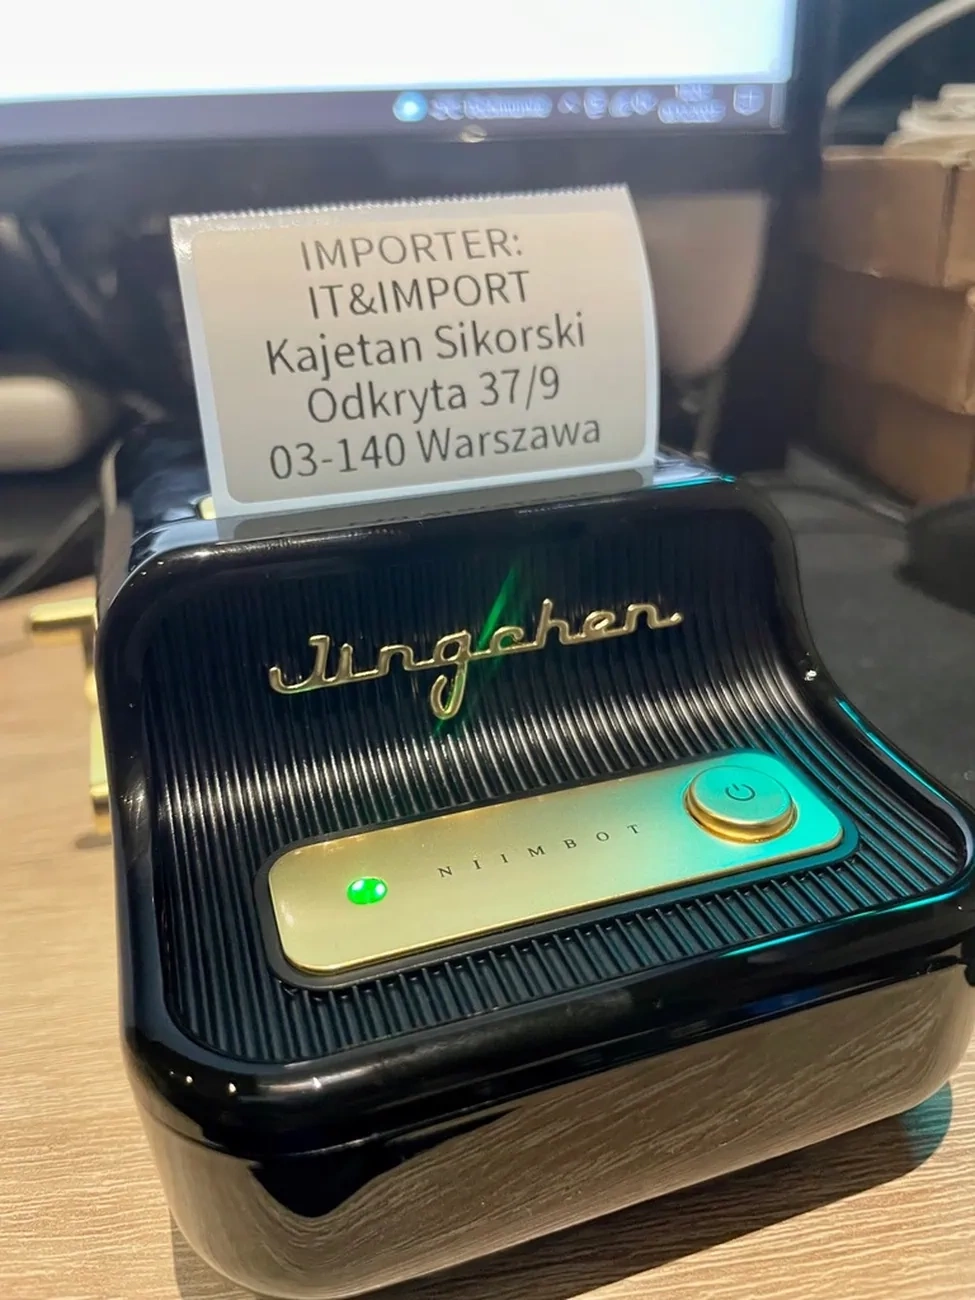 IMPORTER:
IT&IMPORT
Kajetan Sikorski
Odkryta 37/9
03-140 Warszawa
Jingchen
NIIMBOT